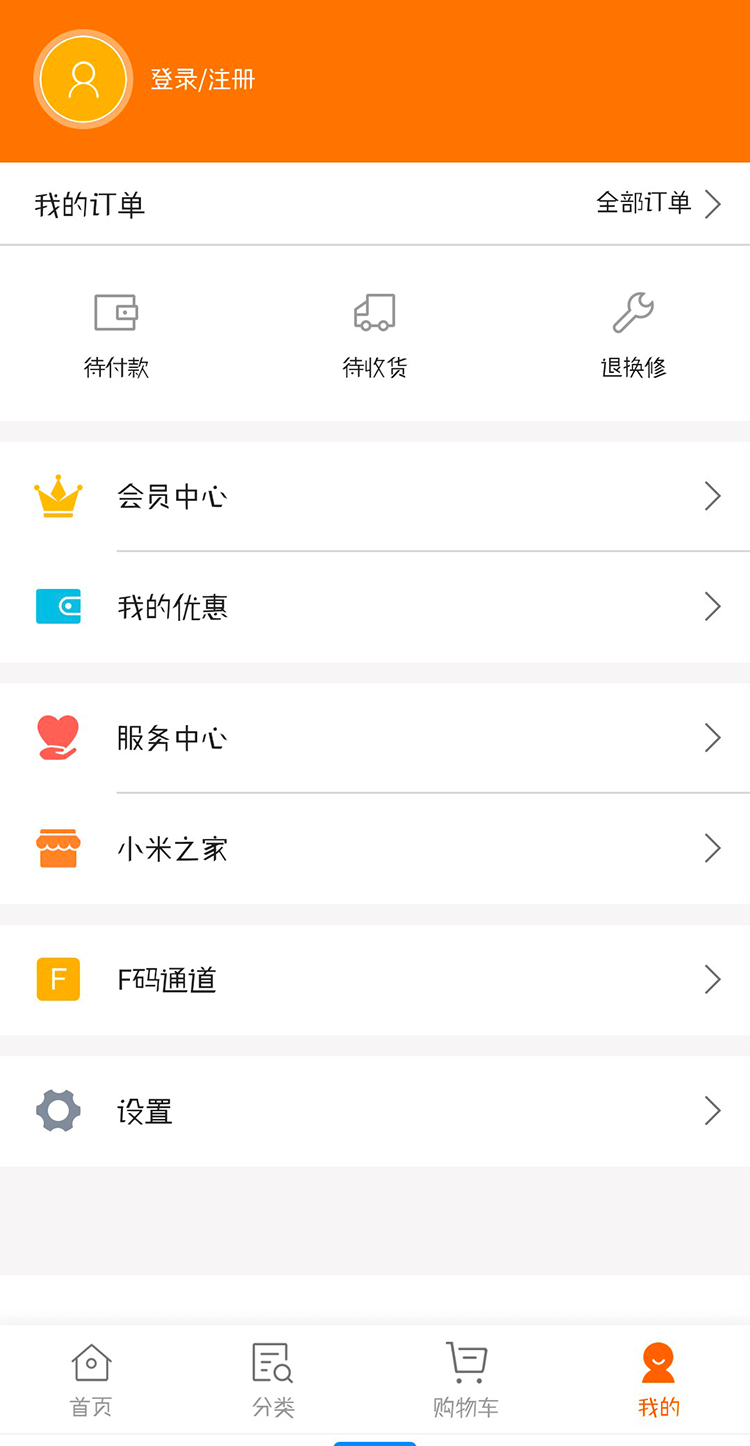 登录/注册
我的订单
全部订单
待付款
待收货
退换修
会员中心
我的优惠
服务中心
小米之家
F
F码通道
设置
首页
分类
购物车
我的